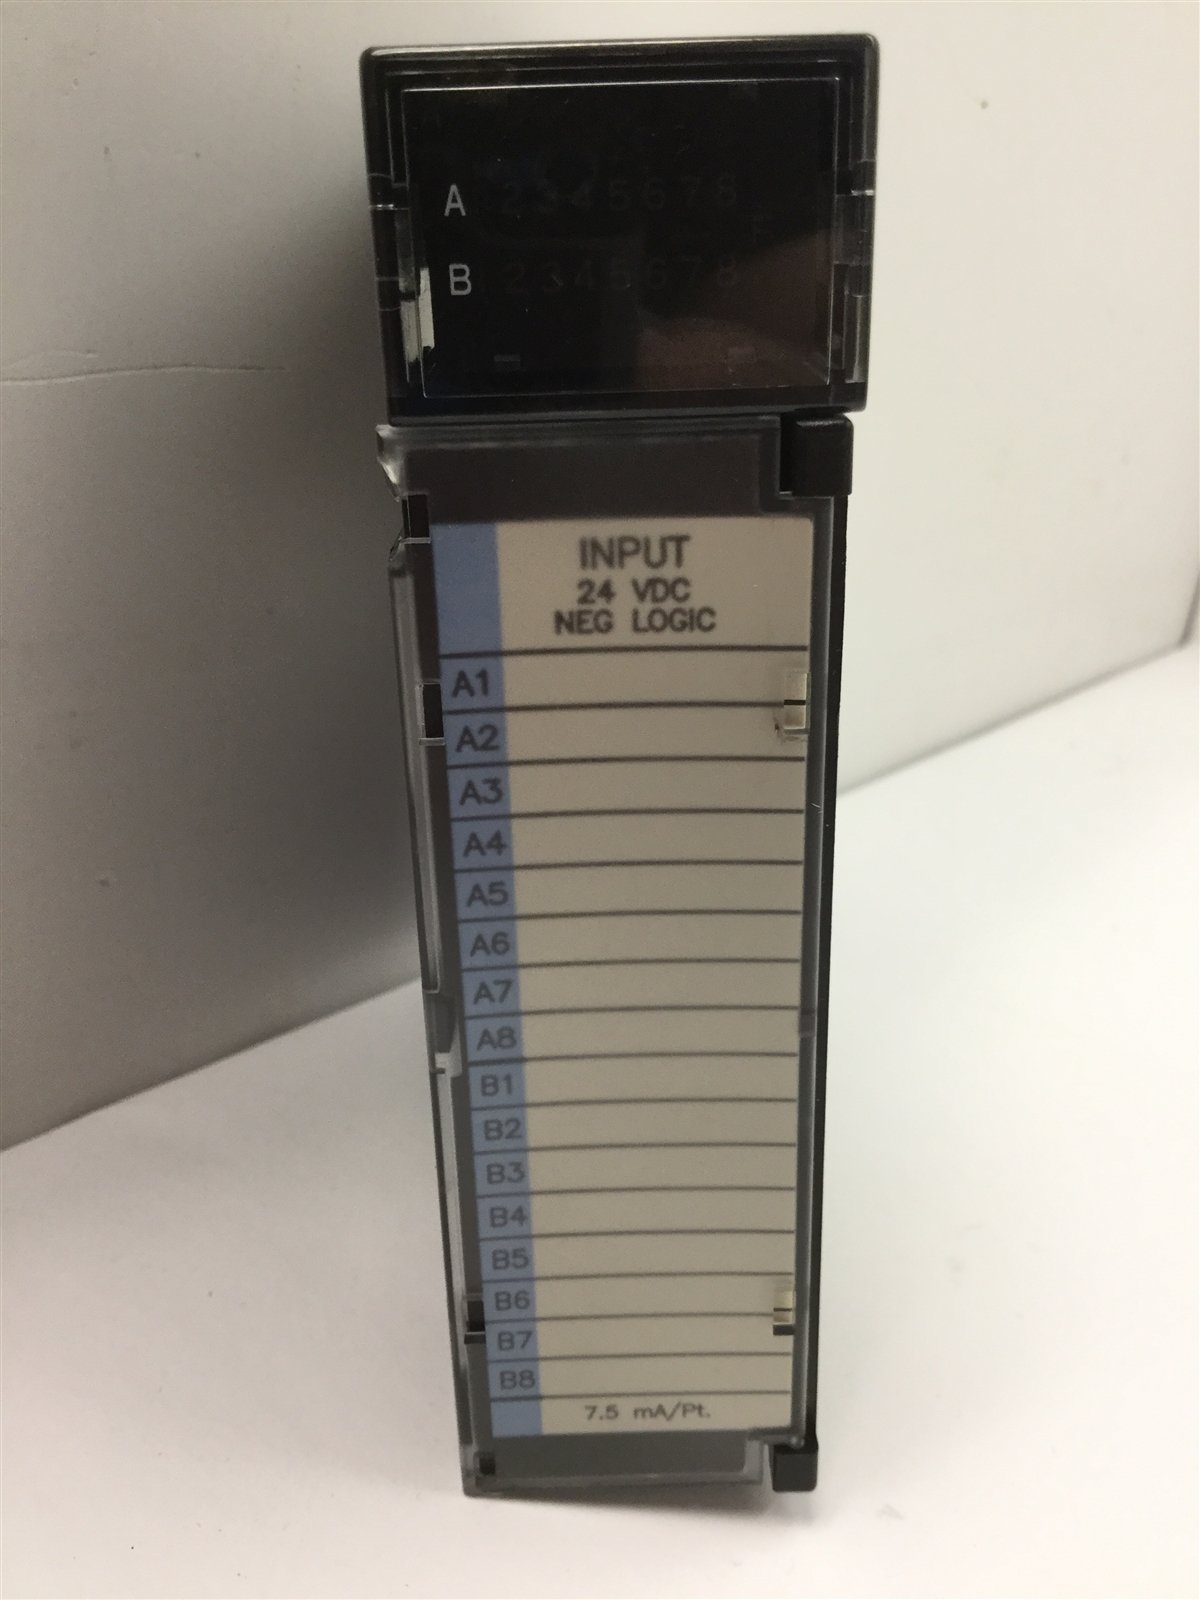 A 2345678
F
B 2345678
INPUT
24 VDC
NEG LOGIC
A1
A2
A3
A4
A5
A6
A7
A8
B1
B2
B3
B4
B5
B6
B7
B8
7.5 mA/Pt.